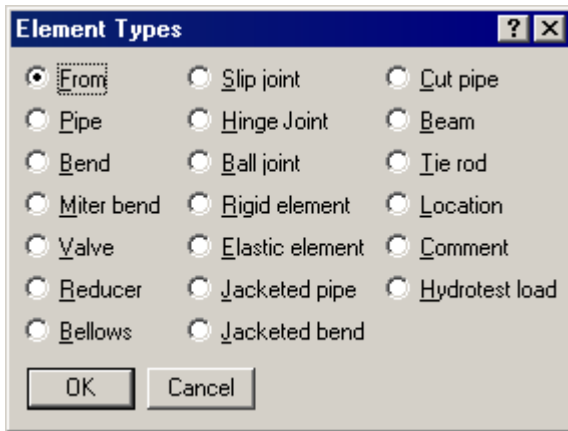 Element Types
From
Pipe
Bend
Miter bend
Valve
Reducer
Bellows
Slip joint
Hinge Joint
Ball joint
Rigid element
Elastic element
Jacketed pipe
Jacketed bend
Cut pipe
Beam
Tie rod
Location
Comment
Hydrotest load
OK
Cancel